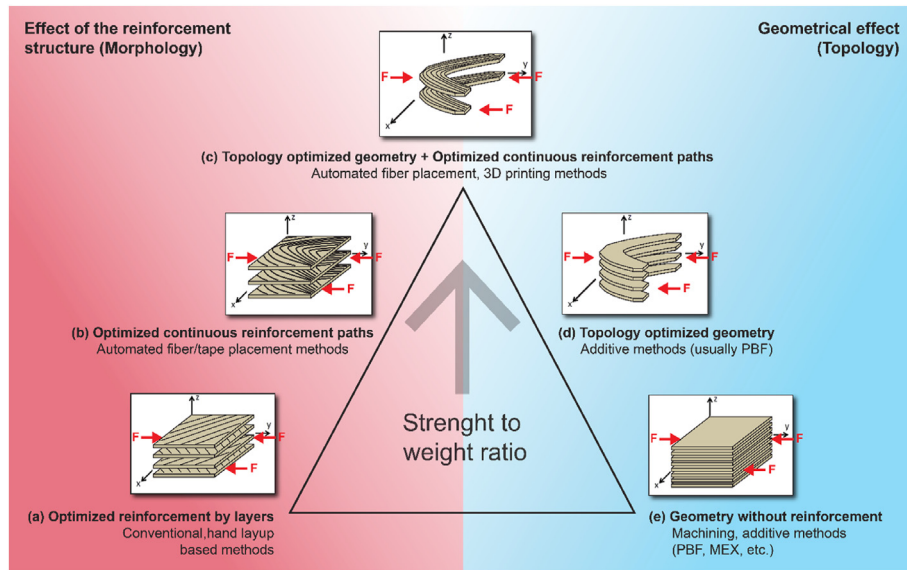 Effect of the reinforcement
structure (Morphology)
Geometrical effect
(Topology)
z
y
x
F
F
F
(c) Topology optimized geometry + Optimized continuous reinforcement paths
Automated fiber placement, 3D printing methods
z
y
x
F
F
F
(b) Optimized continuous reinforcement paths
Automated fiber/tape placement methods
z
y
x
F
F
F
(d) Topology optimized geometry
Additive methods (usually PBF)
Strenght to
weight ratio
z
y
x
F
F
F
(a) Optimized reinforcement by layers
Conventional,hand layup
based methods
z
y
x
F
F
F
(e) Geometry without reinforcement
Machining, additive methods
(PBF, MEX, etc.)